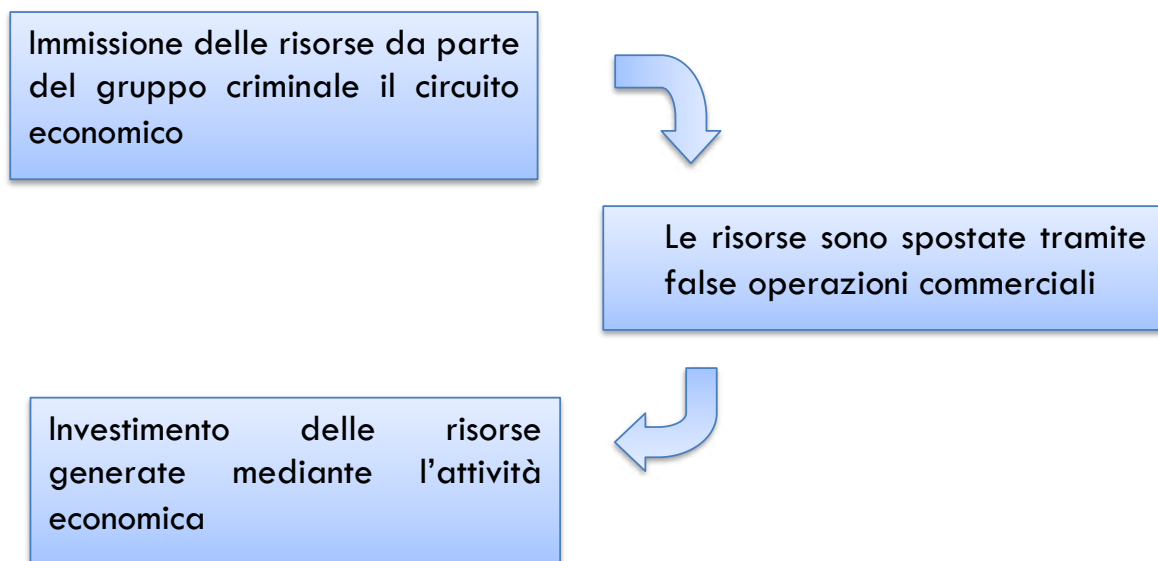 Immissione delle risorse da parte
del gruppo criminale il circuito
economico
Le risorse sono spostate tramite
false operazioni commerciali
Investimento delle risorse
generate mediante l’attività
economica